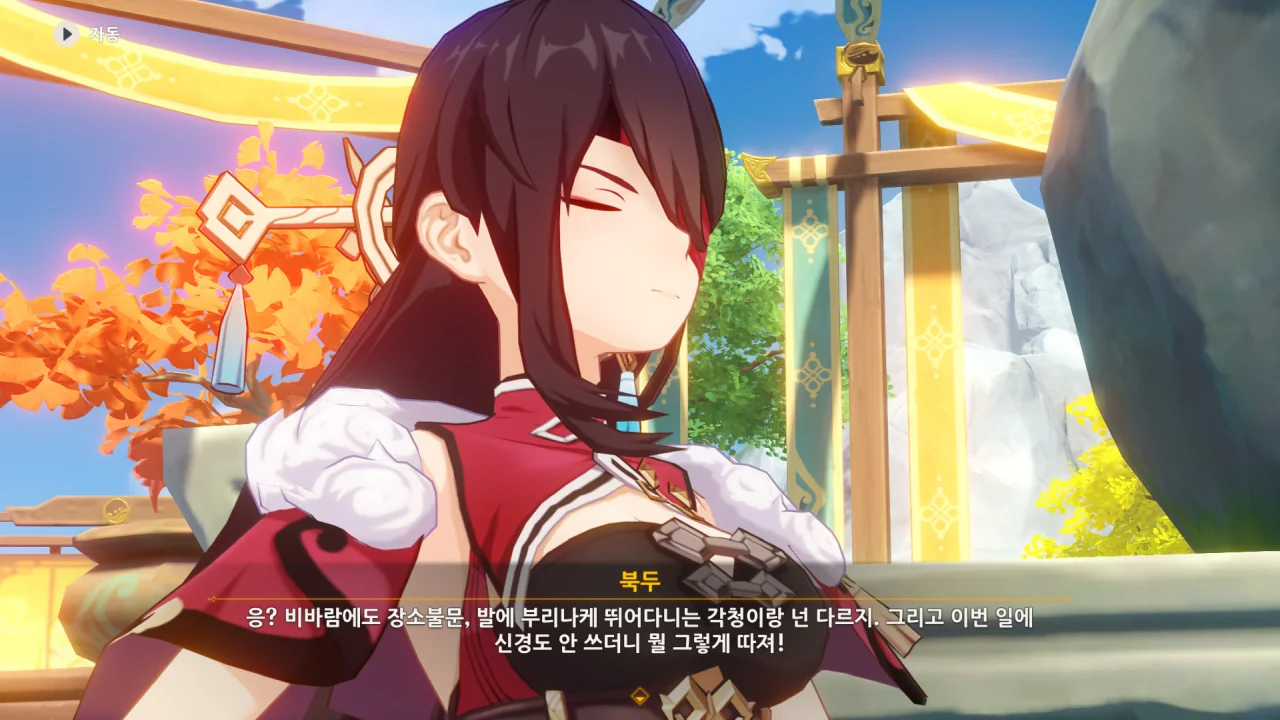 자동
북두
응? 비바람에도 장소불문, 발에 부리나케 뛰어다니는 각청이랑 넌 다르지. 그리고 이번 일에
신경도 안 쓰더니 뭘 그렇게 따져!